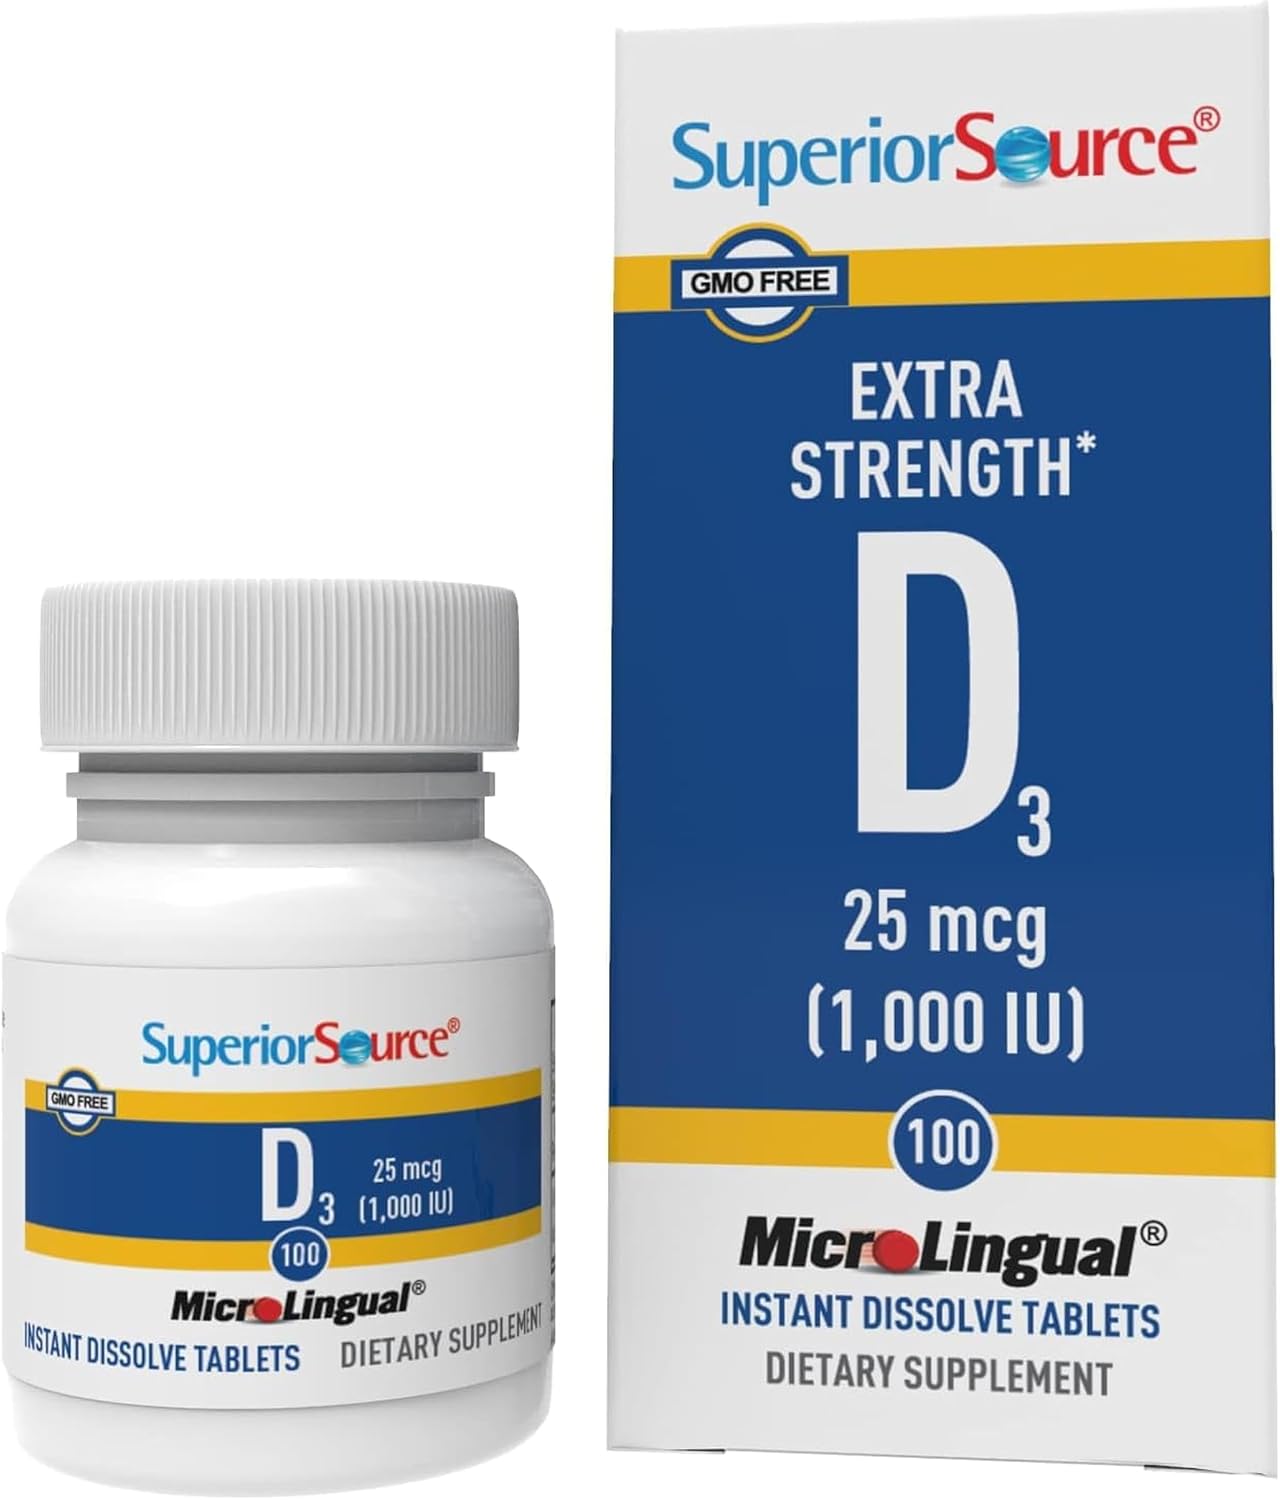 SuperiorSource®
GMO FREE
EXTRA
STRENGTH*
D3
25 mcg
(1,000 IU)
100
MicroLingual®
INSTANT DISSOLVE TABLETS
DIETARY SUPPLEMENT
SuperiorSource®
GMO FREE
D3
25 mcg
(1,000 IU)
100
MicroLingual®
INSTANT DISSOLVE TABLETS
DIETARY SUPPLEMENT